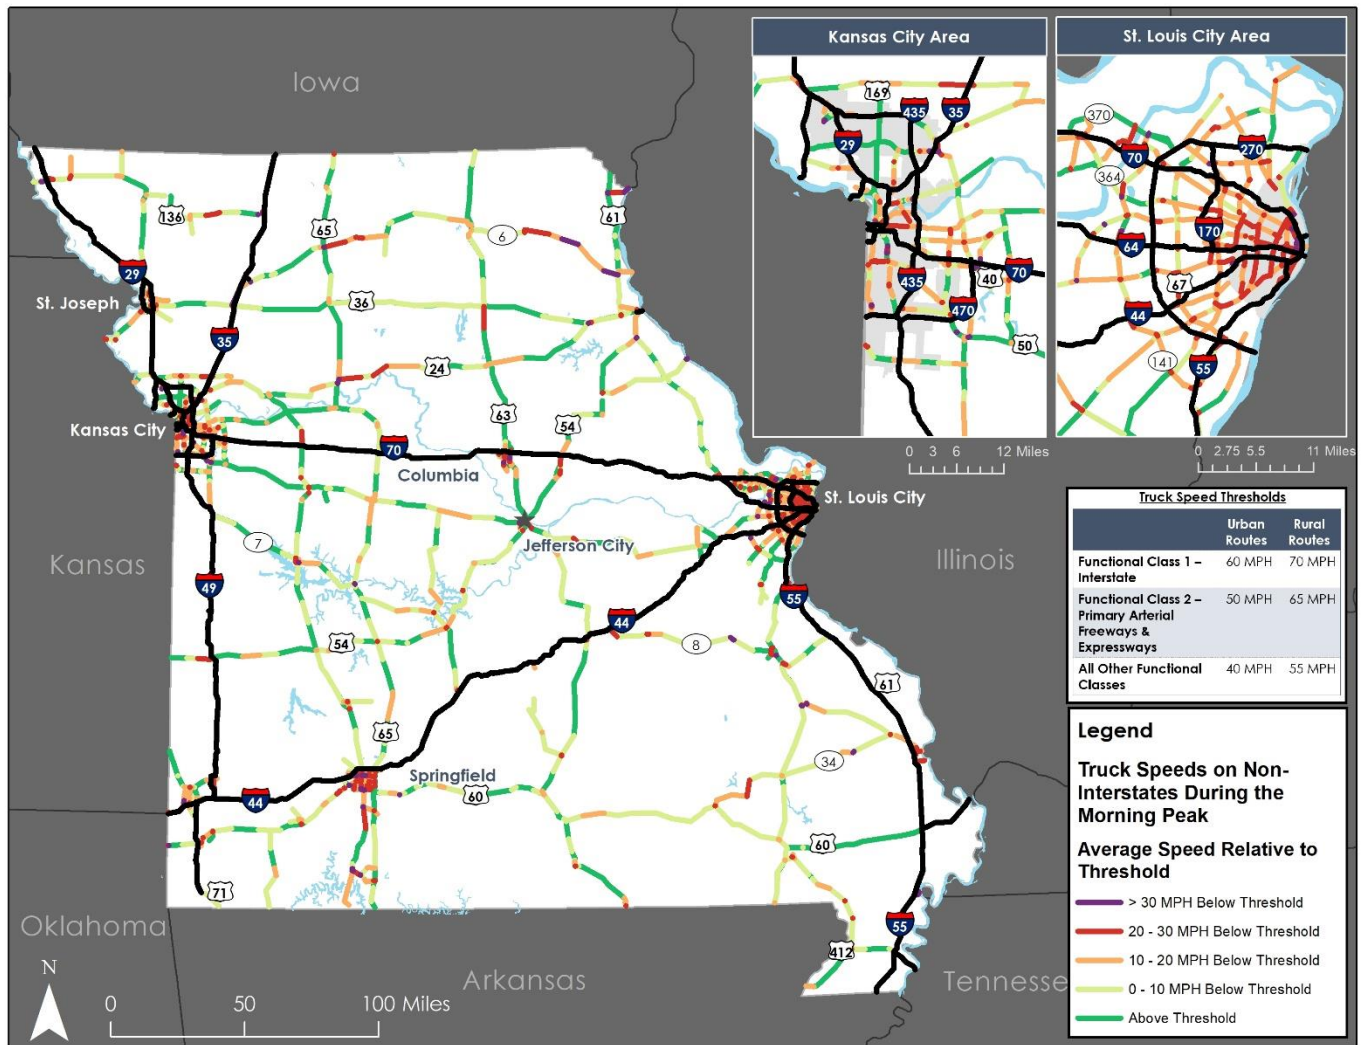 Kansas City Area
St. Louis City Area
169
435
35
29
435
70
40
470
50
370
70
270
364
170
64
67
44
141
55
0 3 6 12 Miles
0 2.75 5.5 11 Miles
Iowa
136
65
6
61
29
St. Joseph
36
35
24
63
54
Kansas City
70
Columbia
St. Louis City
Kansas
7
Jefferson City
Illinois
49
55
44
54
8
61
65
34
Springfield
60
44
60
71
Oklahoma
412
55
Arkansas
Tennesse
N
0 50 100 Miles
Truck Speed Thresholds
Urban Routes
Rural Routes
Functional Class 1 –
Interstate
60 MPH 70 MPH
Functional Class 2 –
Primary Arterial
Freeways &
Expressways
50 MPH 65 MPH
All Other Functional
Classes
40 MPH 55 MPH
Legend
Truck Speeds on Non-
Interstates During the
Morning Peak
Average Speed Relative to
Threshold
> 30 MPH Below Threshold
20 - 30 MPH Below Threshold
10 - 20 MPH Below Threshold
0 - 10 MPH Below Threshold
Above Threshold